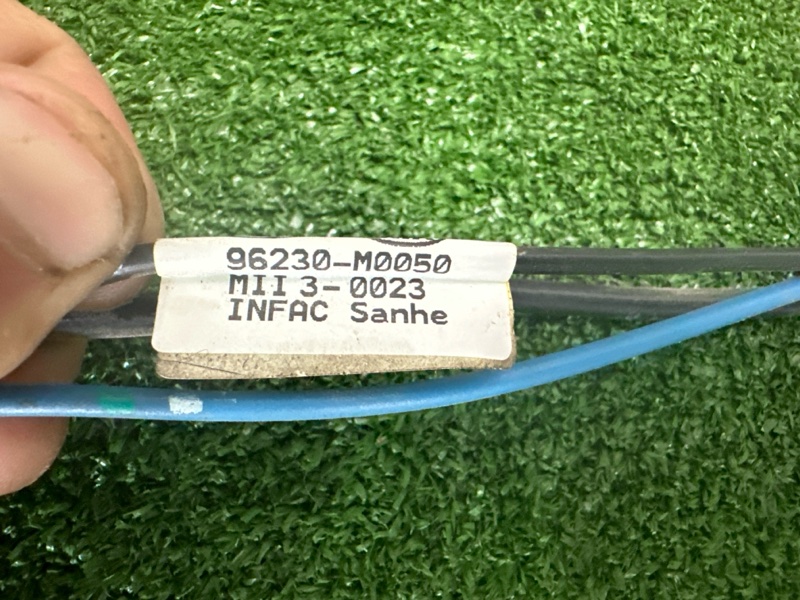 96230-M0050
MII 3-0023
INFAC Sanhe